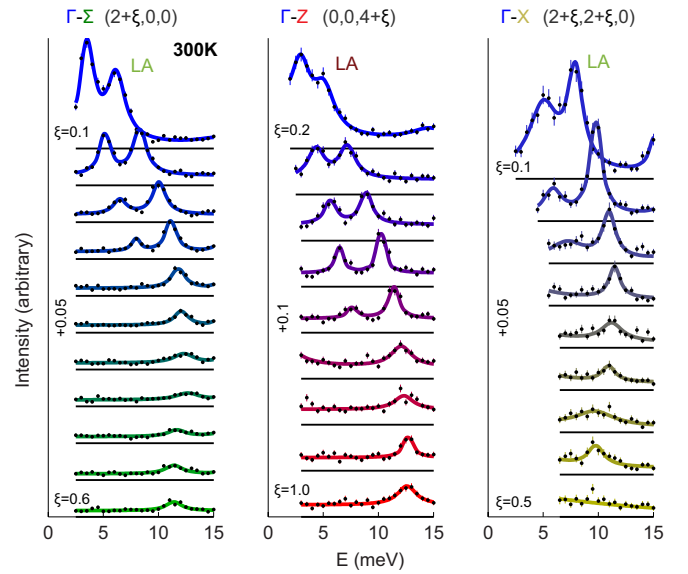 Γ-Σ (2+ξ,0,0)
Γ-Z (0,0,4+ξ)
Γ-X (2+ξ,2+ξ,0)
300K
LA
LA
LA
ξ=0.1
ξ=0.2
ξ=0.1
Intensity (arbitrary)
+0.05
+0.1
+0.05
ξ=0.6
ξ=1.0
ξ=0.5
0 5 10 15
0 5 10 15
0 5 10 15
E (meV)